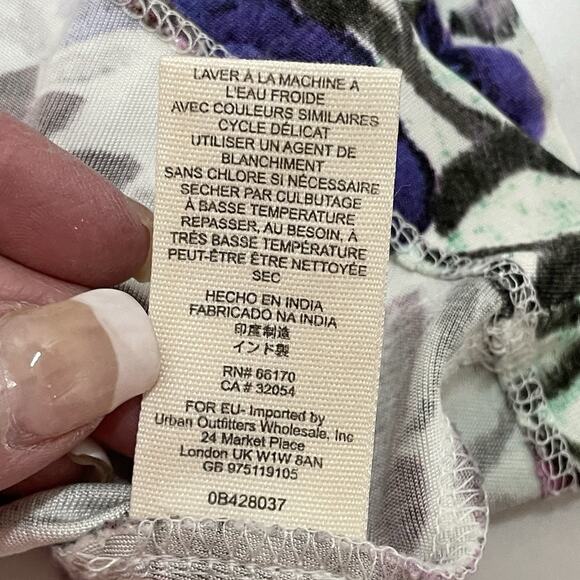 LAVER À LA MACHINE A
L'EAU FROIDE
AVEC COULEURS SIMILAIRES
CYCLE DÉLICAT
UTILISER UN AGENT DE
BLANCHIMENT
SANS CHLORE SI NÉCESSAIRE
SECHER PAR CULBUTAGE
À BASSE TEMPERATURE
REPASSER, AU BESOIN, À
TRÈS BASSE TEMPÉRATURE
PEUT-ÊTRE ÊTRE NETTOYÉE
SEC
HECHO EN INDIA
FABRICADO NA INDIA
印度制造
インド製
RN# 66170
CA# 32054
FOR EU- Imported by
Urban Outfitters Wholesale, Inc
24 Market Place
London UK W1W 8AN
GB 975119105
0B428037